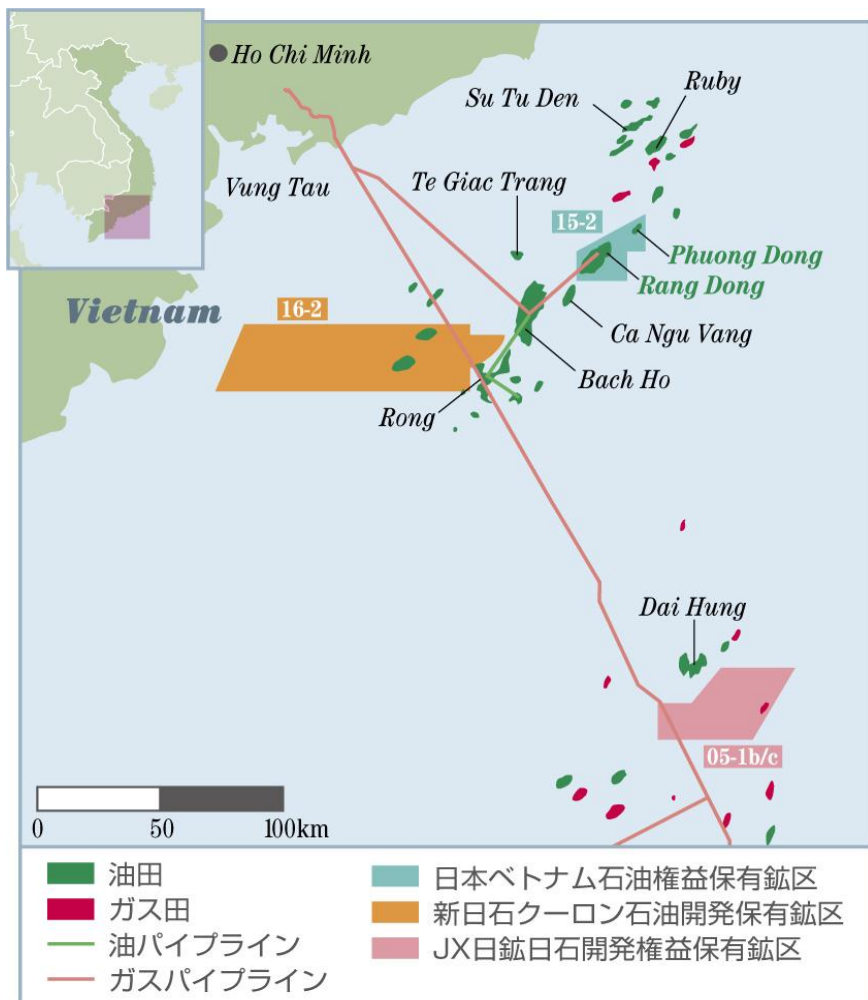 Ho Chi Minh
Su Tu Den
Ruby
Vung Tau
Te Giac Trang
15-2
Phuong Dong
Rang Dong
Vietnam
16-2
Ca Ngu Vang
Bach Ho
Rong
Dai Hung
05-1b/c
0 50 100km
油田
ガス田
油パイプライン
ガスパイプライン
日本ベトナム石油権益保有鉱区
新日石クーロン石油開発保有鉱区
JX日鉱日石開発権益保有鉱区